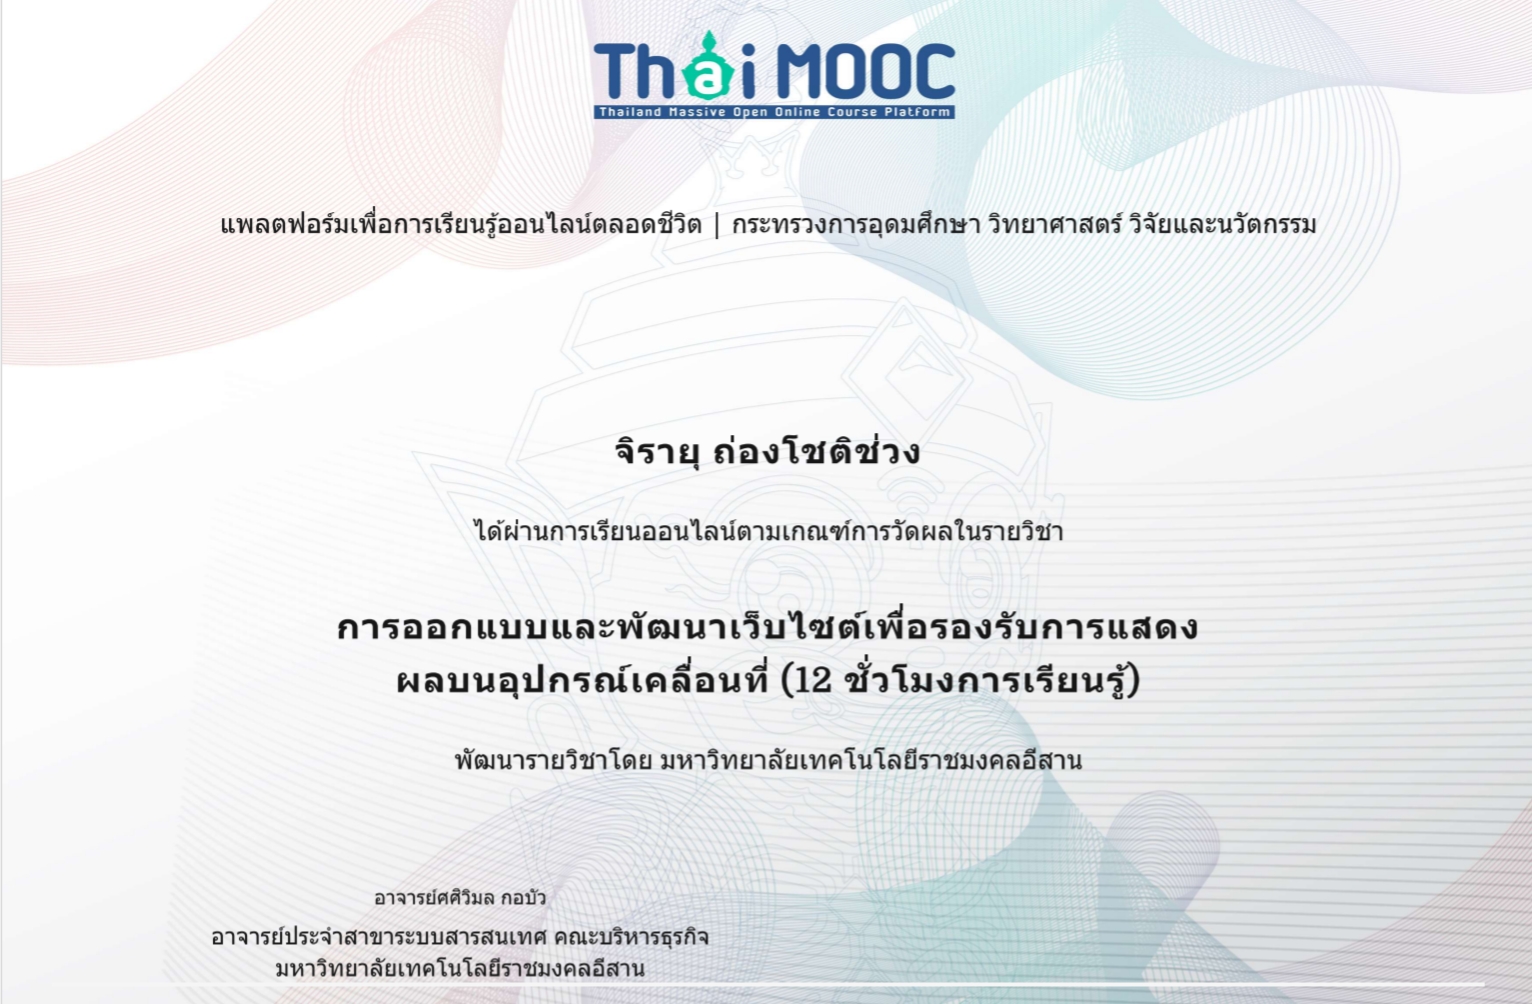 Thai MOOC
Thailand Massive Open Online Course Platform
แพลตฟอร์มเพื่อการเรียนรู้ออนไลน์ตลอดชีวิต | กระทรวงการอุดมศึกษา วิทยาศาสตร์ วิจัยและนวัตกรรม
จิรายุ ถ่องโชติช่วง
ได้ผ่านการเรียนออนไลน์ตามเกณฑ์การวัดผลในรายวิชา
การออกแบบและพัฒนาเว็บไซต์เพื่อรองรับการแสดง
ผลบนอุปกรณ์เคลื่อนที่ (12 ชั่วโมงการเรียนรู้)
พัฒนารายวิชาโดย มหาวิทยาลัยเทคโนโลยีราชมงคลอีสาน
อาจารย์ศศิวิมล กอบัว
อาจารย์ประจำสาขาระบบสารสนเทศ คณะบริหารธุรกิจ
มหาวิทยาลัยเทคโนโลยีราชมงคลอีสาน